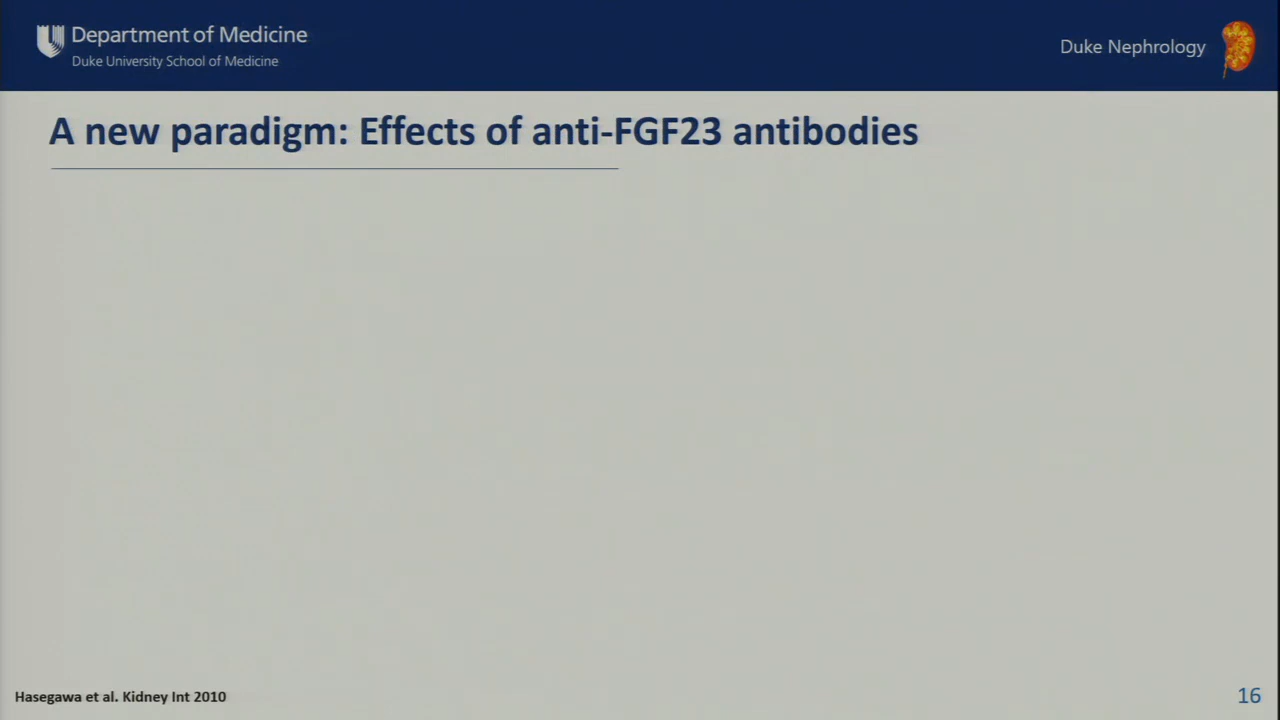 Department of Medicine
Duke University School of Medicine
Duke Nephrology
A new paradigm: Effects of anti-FGF23 antibodies
Hasegawa et al. Kidney Int 2010
16